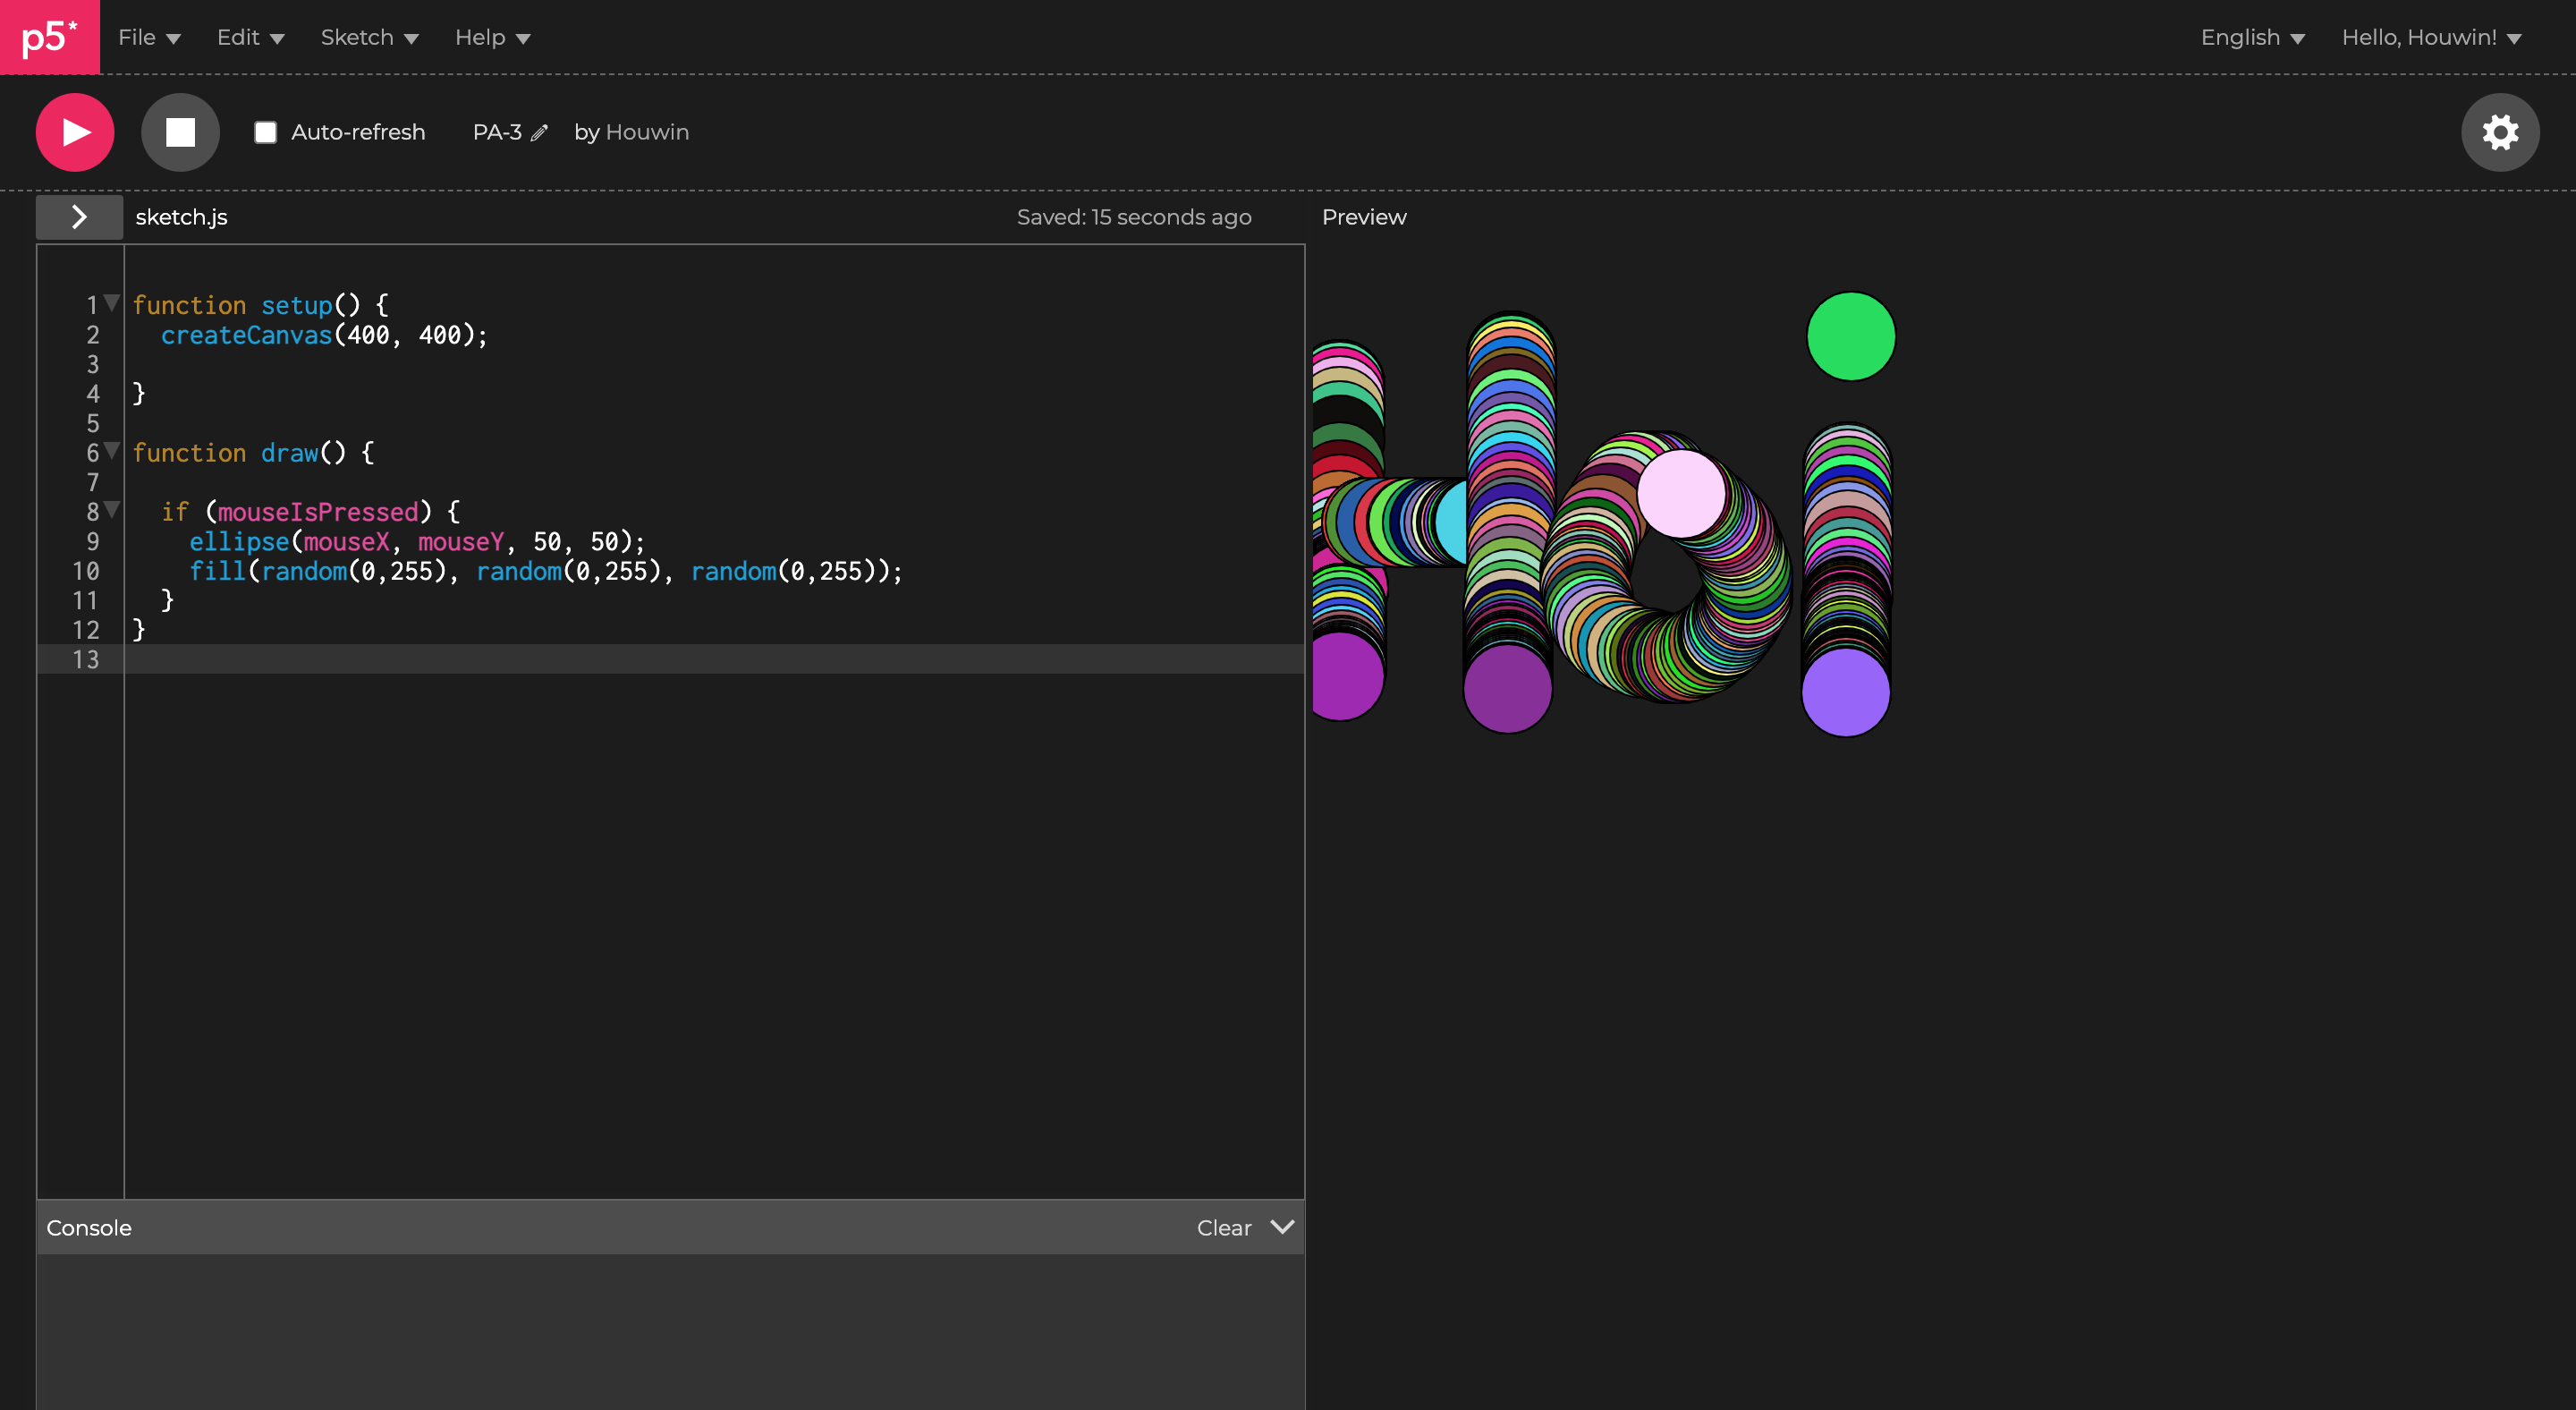 p5* File Edit Sketch Help English Hello, Houwin!
Auto-refresh PA-3 by Houwin
sketch.js Saved: 15 seconds ago Preview
1 function setup() {
2   createCanvas(400, 400);
3
4 }
5
6 function draw() {
7
8   if (mouseIsPressed) {
9     ellipse(mouseX, mouseY, 50, 50);
10     fill(random(0,255), random(0,255), random(0,255));
11   }
12 }
13
Hoi
Console Clear